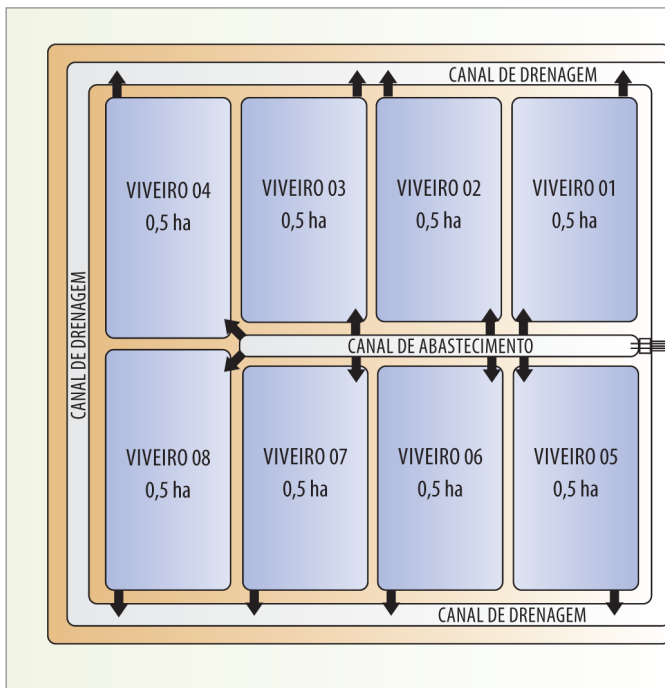 CANAL DE DRENAGEM
VIVEIRO 04
0,5 ha
VIVEIRO 03
0,5 ha
VIVEIRO 02
0,5 ha
VIVEIRO 01
0,5 ha
CANAL DE DRENAGEM
CANAL DE ABASTECIMENTO
VIVEIRO 08
0,5 ha
VIVEIRO 07
0,5 ha
VIVEIRO 06
0,5 ha
VIVEIRO 05
0,5 ha
CANAL DE DRENAGEM